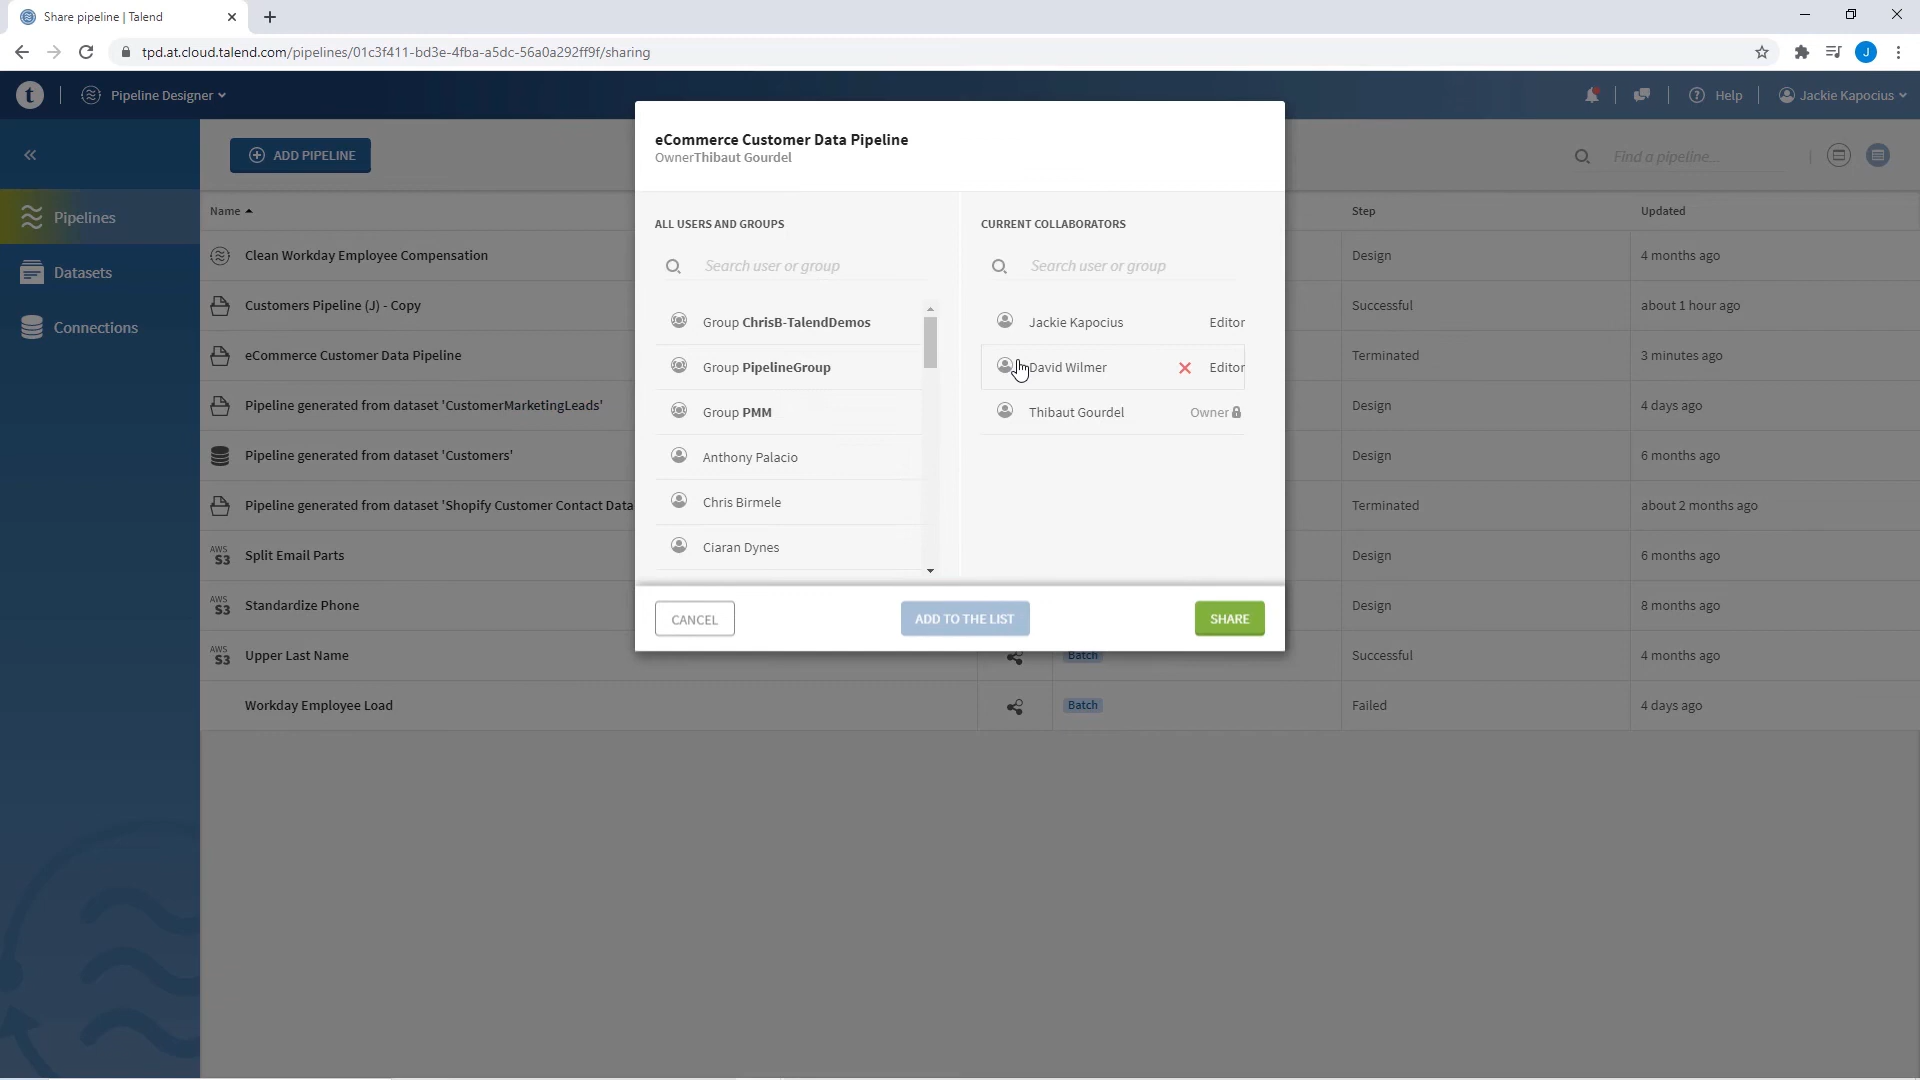 Share pipeline | Talend
tpd.at.cloud.talend.com/pipelines/01c3f411-bd3e-4fba-a5dc-56a0a292ff9f/sharing
J
t
Pipeline Designer
Help
Jackie Kapocius
Pipelines
Datasets
Connections
ADD PIPELINE
Find a pipeline...
Name
Step
Updated
Clean Workday Employee Compensation
Design
4 months ago
Customers Pipeline (J) - Copy
Successful
about 1 hour ago
eCommerce Customer Data Pipeline
Terminated
3 minutes ago
Pipeline generated from dataset 'CustomerMarketingLeads'
Design
4 days ago
Pipeline generated from dataset 'Customers'
Design
6 months ago
Pipeline generated from dataset 'Shopify Customer Contact Data
Terminated
about 2 months ago
AWS
S3
Split Email Parts
Design
6 months ago
AWS
S3
Standardize Phone
Design
8 months ago
AWS
S3
Upper Last Name
Batch
Successful
4 months ago
Workday Employee Load
Batch
Failed
4 days ago
eCommerce Customer Data Pipeline
OwnerThibaut Gourdel
ALL USERS AND GROUPS
Search user or group
Group ChrisB-TalendDemos
Group PipelineGroup
Group PMM
Anthony Palacio
Chris Birmele
Ciaran Dynes
CURRENT COLLABORATORS
Search user or group
Jackie Kapocius
Editor
David Wilmer
Editor
Thibaut Gourdel
Owner
CANCEL
ADD TO THE LIST
SHARE